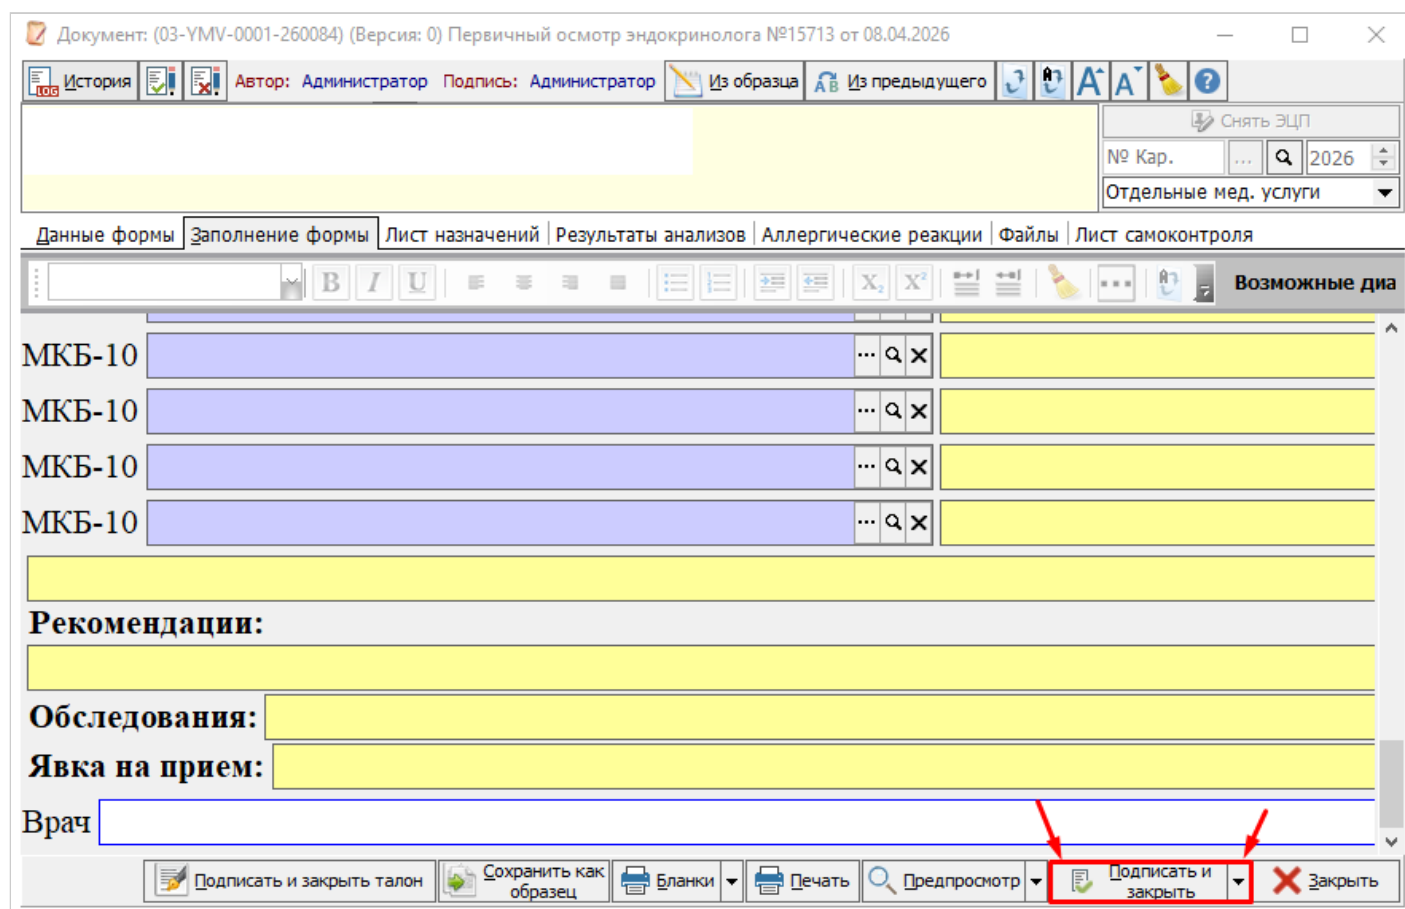 Документ: (03-YMV-0001-260084) (Версия: 0) Первичный осмотр эндокринолога №15713 от 08.04.2026
LOG История Автор: Администратор Подпись: Администратор Из образца Из предыдущего
Снять ЭЦП
№ Кар. ... 2026
Отдельные мед. услуги
Данные формы Заполнение формы Лист назначений Результаты анализов Аллергические реакции Файлы Лист самоконтроля
B I U X₂ X² Возможные диа
МКБ-10
МКБ-10
МКБ-10
МКБ-10
Рекомендации:
Обследования:
Явка на прием:
Врач
Подписать и закрыть талон
Сохранить как
образец
Бланки
Печать
Предпросмотр
Подписать и
закрыть
Закрыть